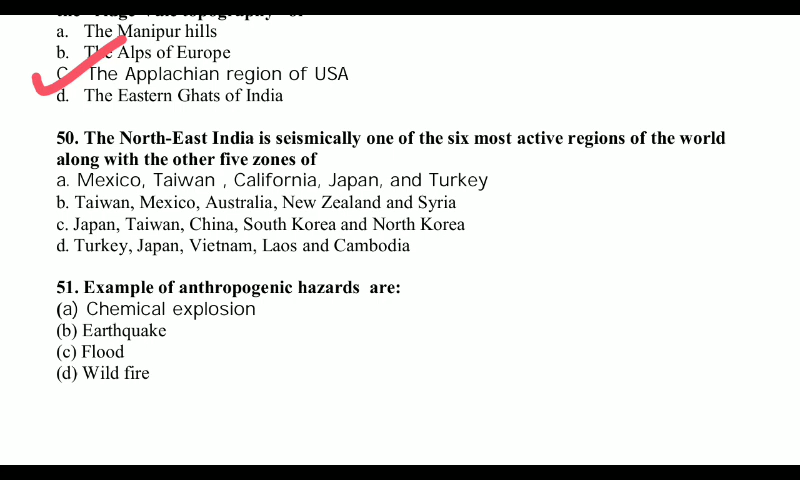 a. The Manipur hills
b. The Alps of Europe
C. The Applachian region of USA
d. The Eastern Ghats of India
50. The North-East India is seismically one of the six most active regions of the world
along with the other five zones of
a. Mexico, Taiwan , California, Japan, and Turkey
b. Taiwan, Mexico, Australia, New Zealand and Syria
c. Japan, Taiwan, China, South Korea and North Korea
d. Turkey, Japan, Vietnam, Laos and Cambodia
51. Example of anthropogenic hazards are:
(a) Chemical explosion
(b) Earthquake
(c) Flood
(d) Wild fire